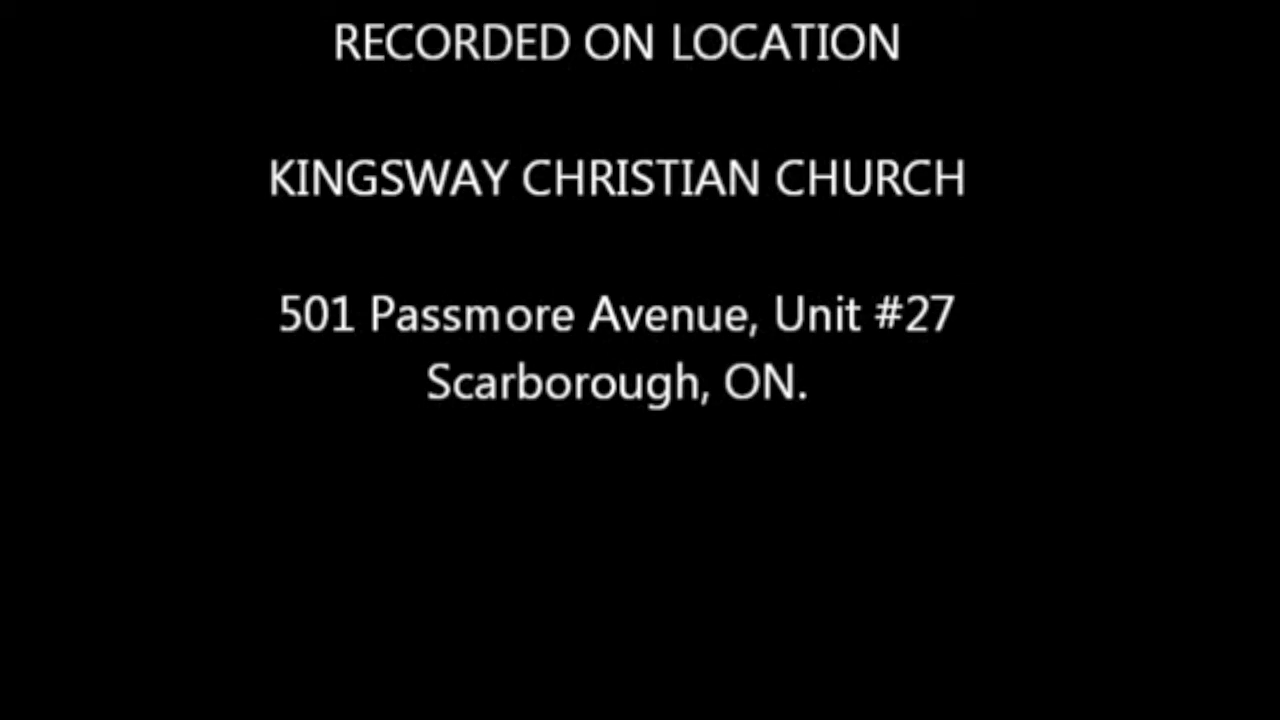 RECORDED ON LOCATION
KINGSWAY CHRISTIAN CHURCH
501 Passmore Avenue, Unit #27
Scarborough, ON.